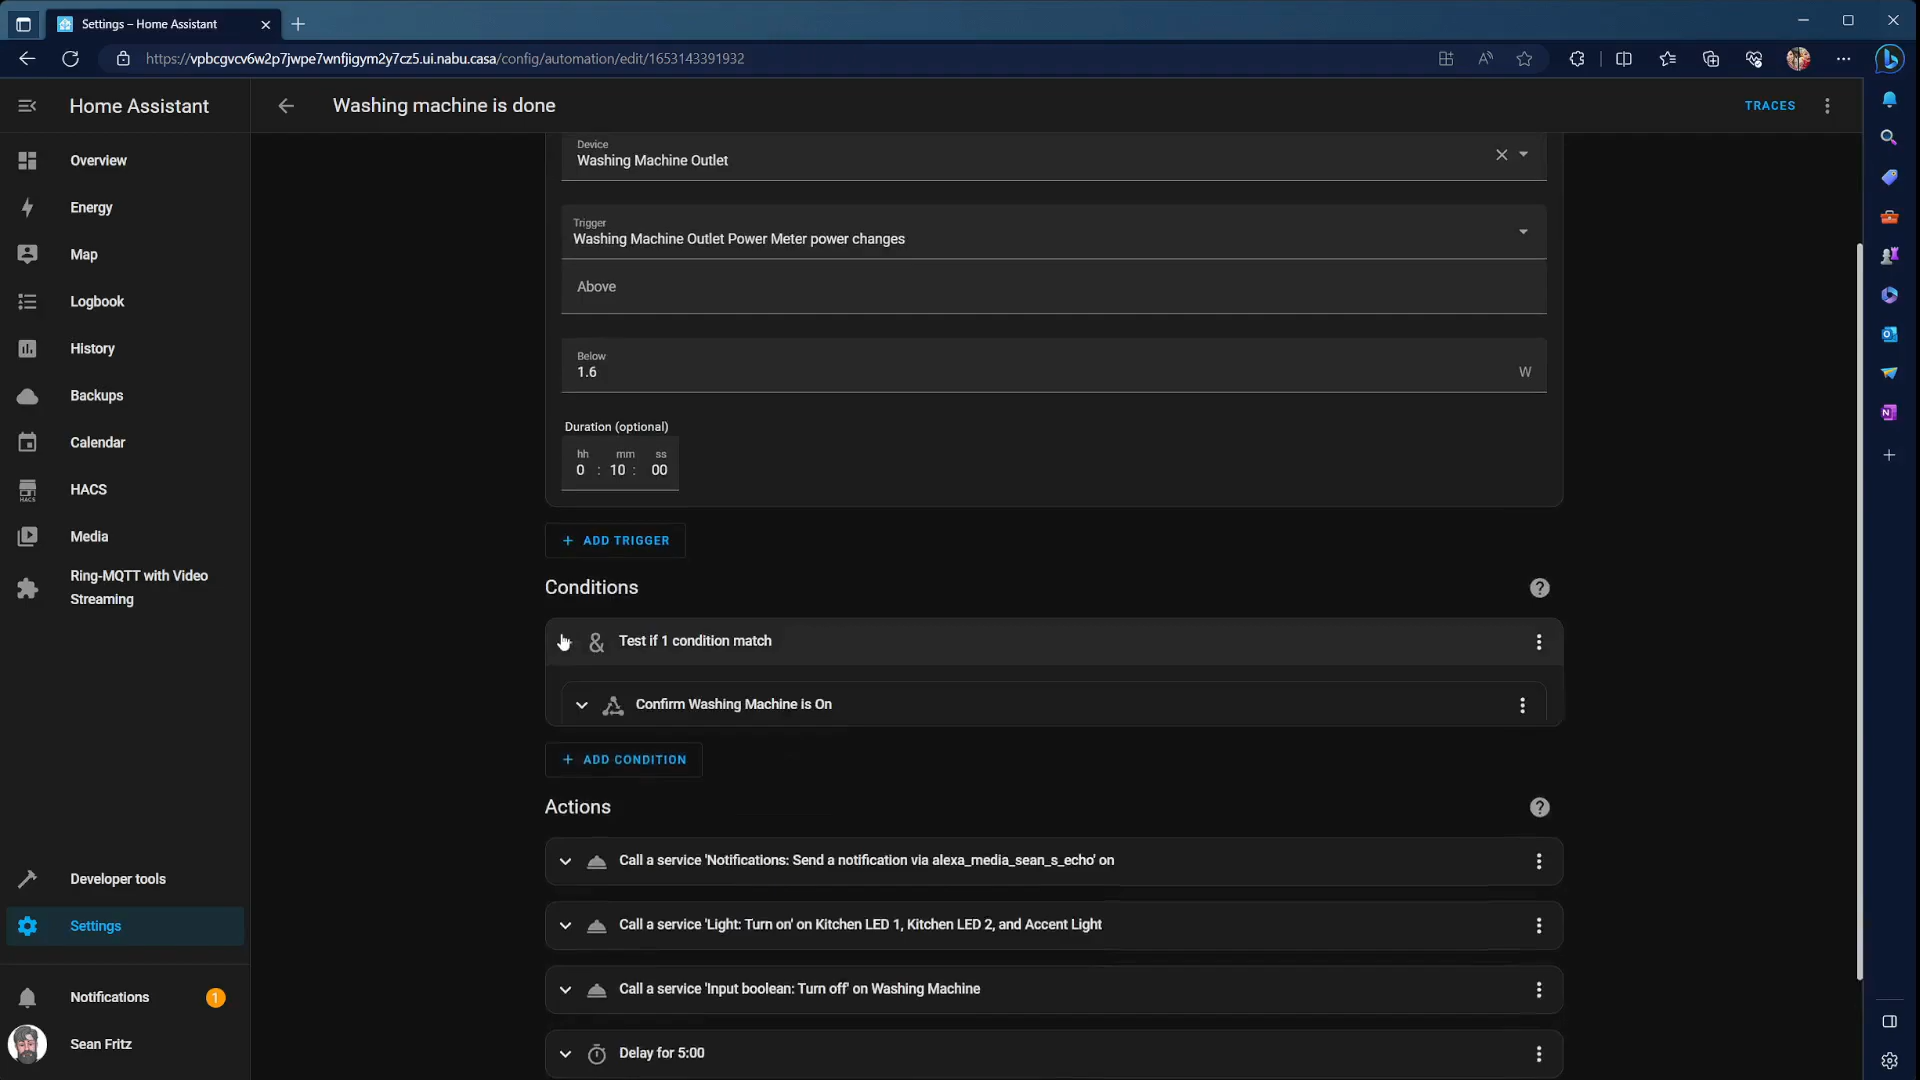 Settings – Home Assistant
https://vpbcgvcv6w2p7jwpe7wnfjigym2y7cz5.ui.nabu.casa/config/automation/edit/1653143391932
Home Assistant
Washing machine is done
TRACES
Overview
Energy
Map
Logbook
History
Backups
Calendar
HACS
HACS
Media
Ring-MQTT with Video
Streaming
Developer tools
Settings
Notifications
1
Sean Fritz
Device
Washing Machine Outlet
Trigger
Washing Machine Outlet Power Meter power changes
Above
Below
1.6
W
Duration (optional)
hh mm ss
0 : 10 : 00
+ ADD TRIGGER
Conditions
& Test if 1 condition match
Confirm Washing Machine is On
+ ADD CONDITION
Actions
Call a service 'Notifications: Send a notification via alexa_media_sean_s_echo' on
Call a service 'Light: Turn on' on Kitchen LED 1, Kitchen LED 2, and Accent Light
Call a service 'Input boolean: Turn off' on Washing Machine
Delay for 5:00